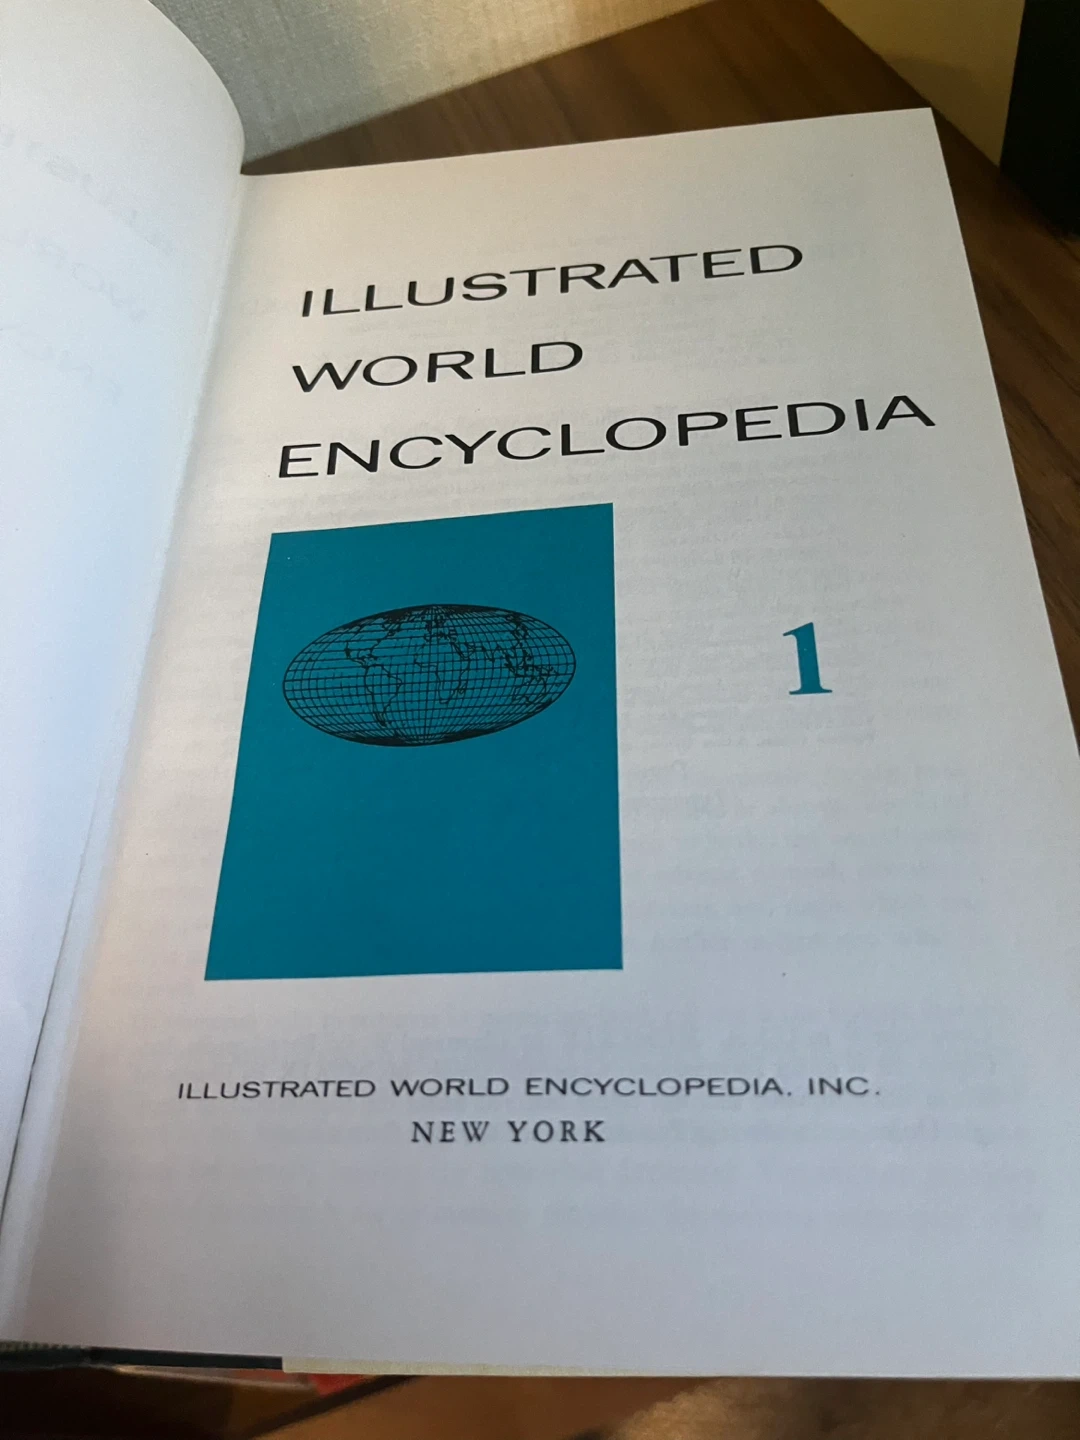 ILLUSTRATED
WORLD
ENCYCLOPEDIA
1
ILLUSTRATED WORLD ENCYCLOPEDIA, INC.
NEW YORK